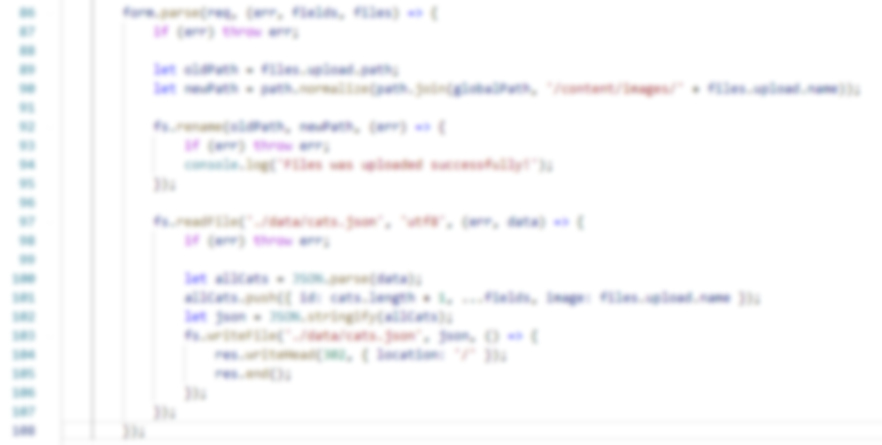 86 form.parse(req, (err, fields, files) => {
87 if (err) throw err;
88
89 let oldPath = files.upload.path;
90 let newPath = path.normalize(path.join(globalPath, '/content/images/' + files.upload.name));
91
92 fs.rename(oldPath, newPath, (err) => {
93 if (err) throw err;
94 console.log('Files was uploaded successfully!');
95 });
96
97 fs.readFile('./data/cats.json', 'utf8', (err, data) => {
98 if (err) throw err;
99
100 let allCats = JSON.parse(data);
101 allCats.push({ id: cats.length + 1, ...fields, image: files.upload.name });
102 let json = JSON.stringify(allCats);
103 fs.writeFile('./data/cats.json', json, () => {
104 res.writeHead(302, { location: '/' });
105 res.end();
106 });
107 });
108 });